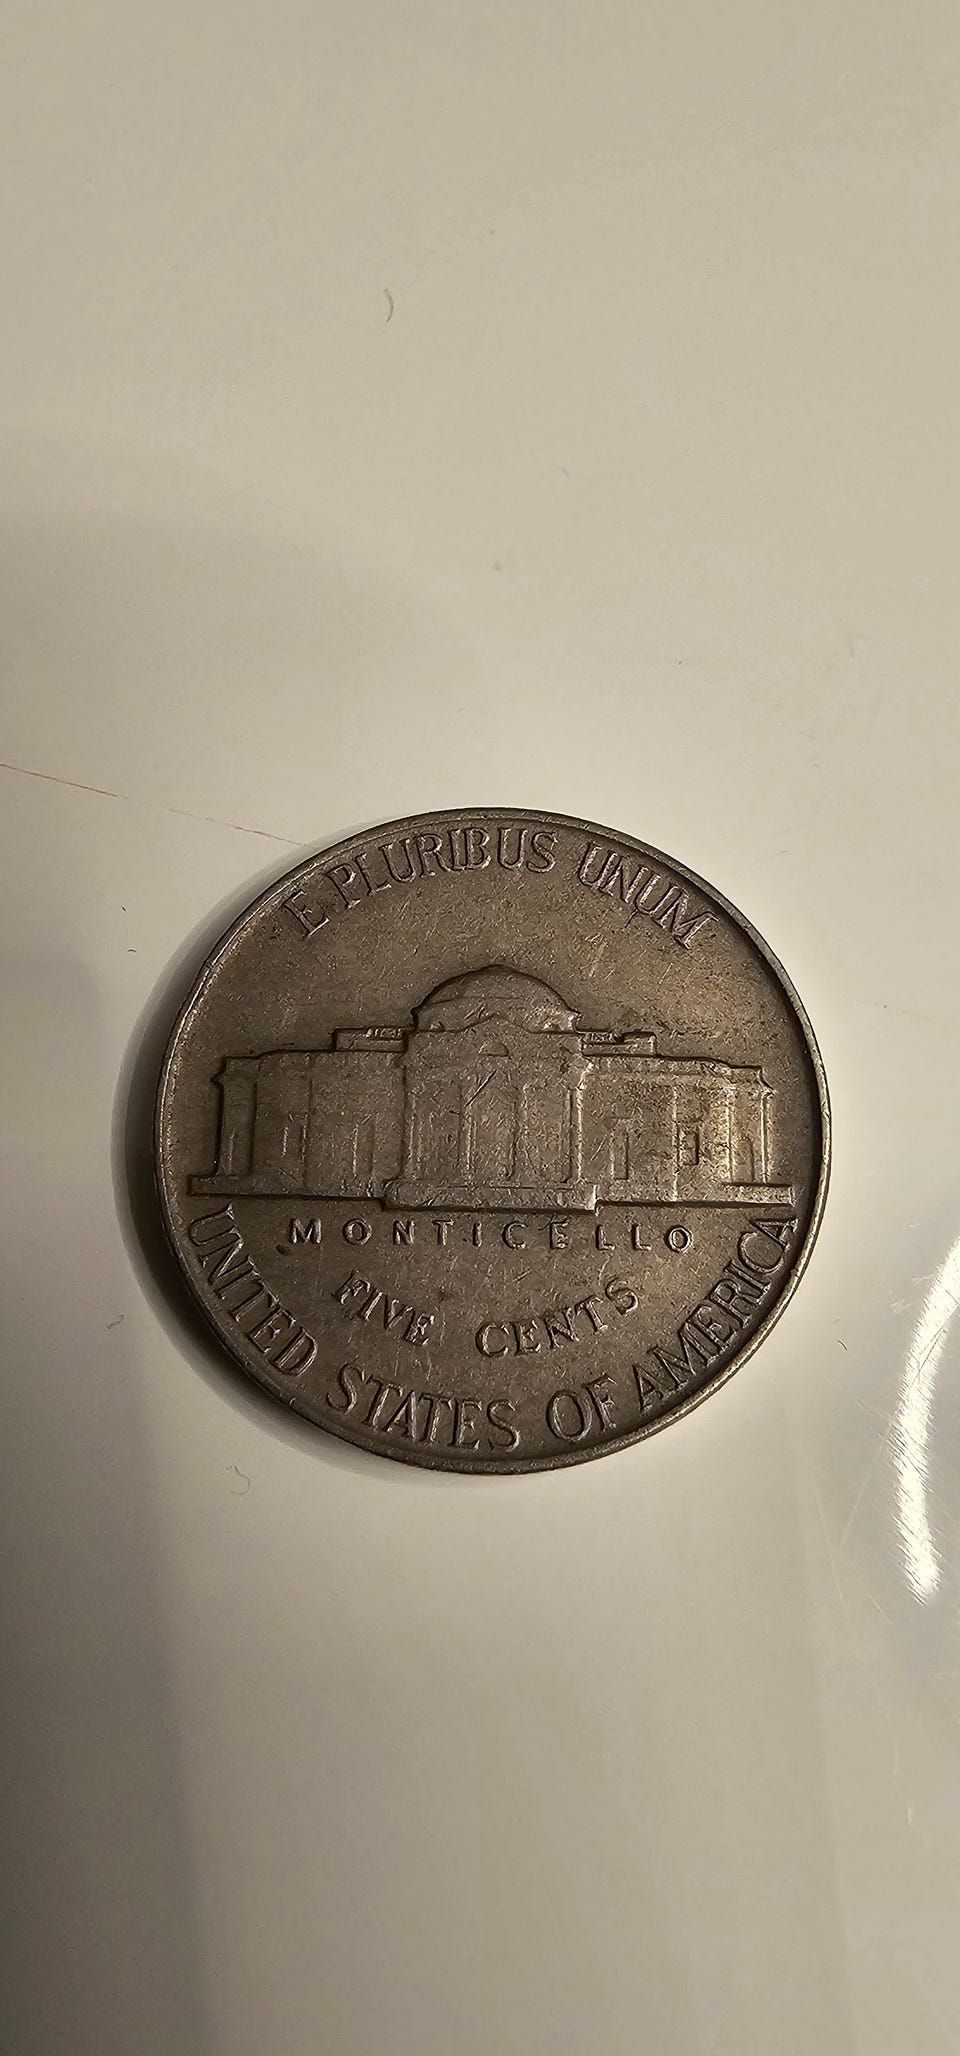 E PLURIBUS UNUM
MONTICELLO
FIVE CENTS
UNITED STATES OF AMERICA